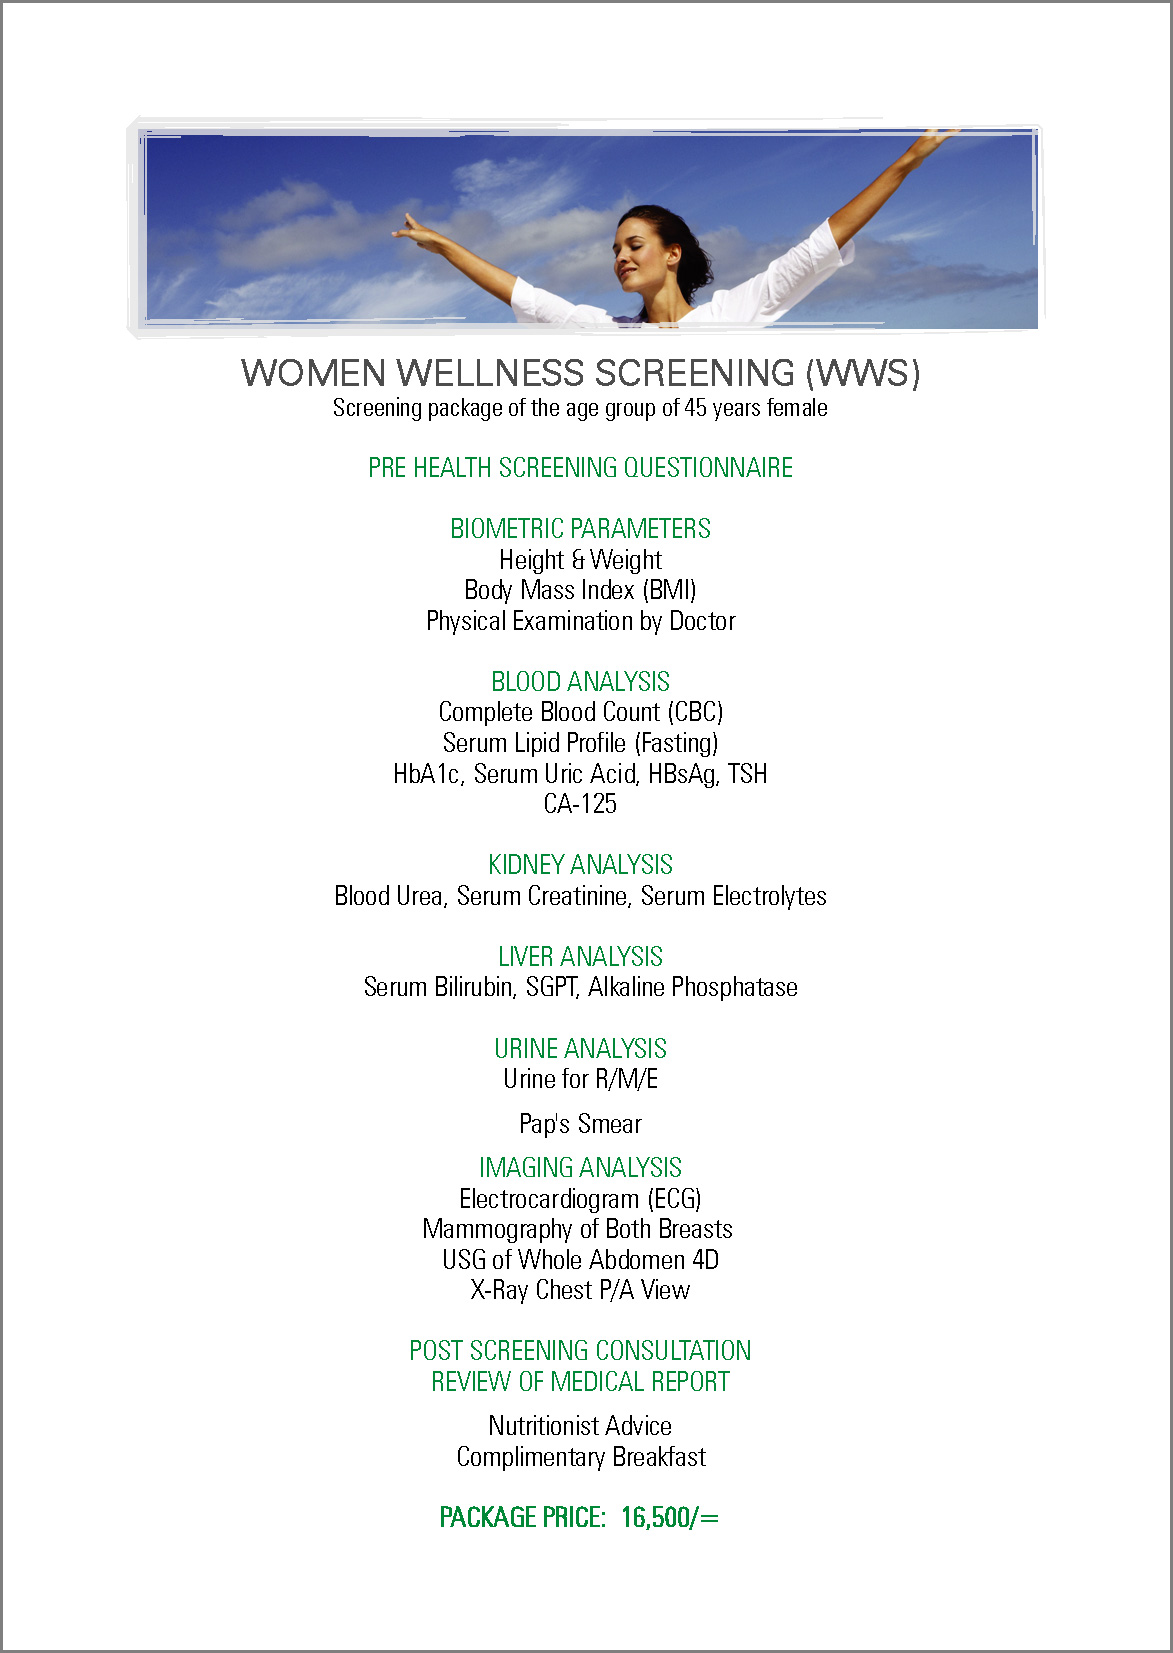 WOMEN WELLNESS SCREENING (WWS)
Screening package of the age group of 45 years female
PRE HEALTH SCREENING QUESTIONNAIRE
BIOMETRIC PARAMETERS
Height & Weight
Body Mass Index (BMI)
Physical Examination by Doctor
BLOOD ANALYSIS
Complete Blood Count (CBC)
Serum Lipid Profile (Fasting)
HbA1c, Serum Uric Acid, HBsAg, TSH
CA-125
KIDNEY ANALYSIS
Blood Urea, Serum Creatinine, Serum Electrolytes
LIVER ANALYSIS
Serum Bilirubin, SGPT, Alkaline Phosphatase
URINE ANALYSIS
Urine for R/M/E
Pap's Smear
IMAGING ANALYSIS
Electrocardiogram (ECG)
Mammography of Both Breasts
USG of Whole Abdomen 4D
X-Ray Chest P/A View
POST SCREENING CONSULTATION
REVIEW OF MEDICAL REPORT
Nutritionist Advice
Complimentary Breakfast
PACKAGE PRICE: 16,500/=